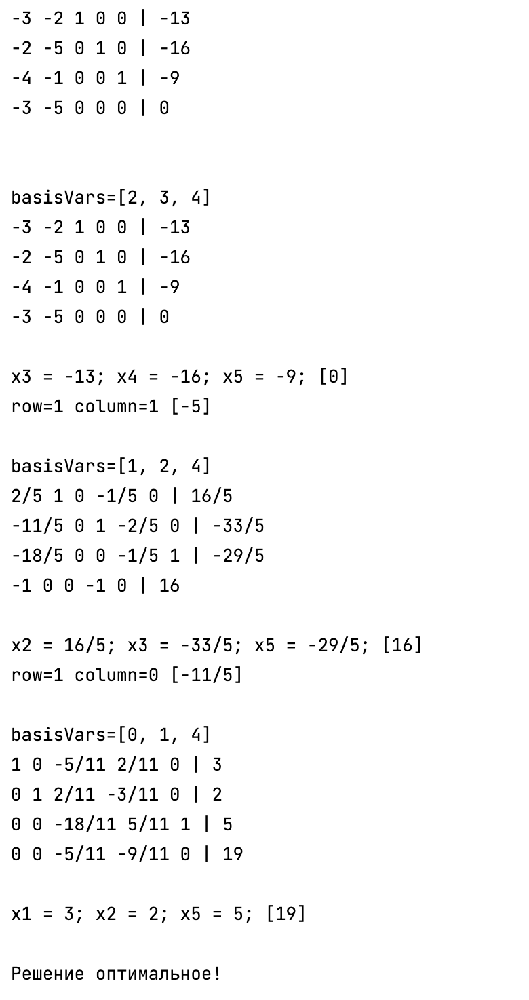 -3 -2 1 0 0 | -13
-2 -5 0 1 0 | -16
-4 -1 0 0 1 | -9
-3 -5 0 0 0 | 0
basisVars=[2, 3, 4]
-3 -2 1 0 0 | -13
-2 -5 0 1 0 | -16
-4 -1 0 0 1 | -9
-3 -5 0 0 0 | 0
x3 = -13; x4 = -16; x5 = -9; [0]
row=1 column=1 [-5]
basisVars=[1, 2, 4]
2/5 1 0 -1/5 0 | 16/5
-11/5 0 1 -2/5 0 | -33/5
-18/5 0 0 -1/5 1 | -29/5
-1 0 0 -1 0 | 16
x2 = 16/5; x3 = -33/5; x5 = -29/5; [16]
row=1 column=0 [-11/5]
basisVars=[0, 1, 4]
1 0 -5/11 2/11 0 | 3
0 1 2/11 -3/11 0 | 2
0 0 -18/11 5/11 1 | 5
0 0 -5/11 -9/11 0 | 19
x1 = 3; x2 = 2; x5 = 5; [19]
Решение оптимальное!